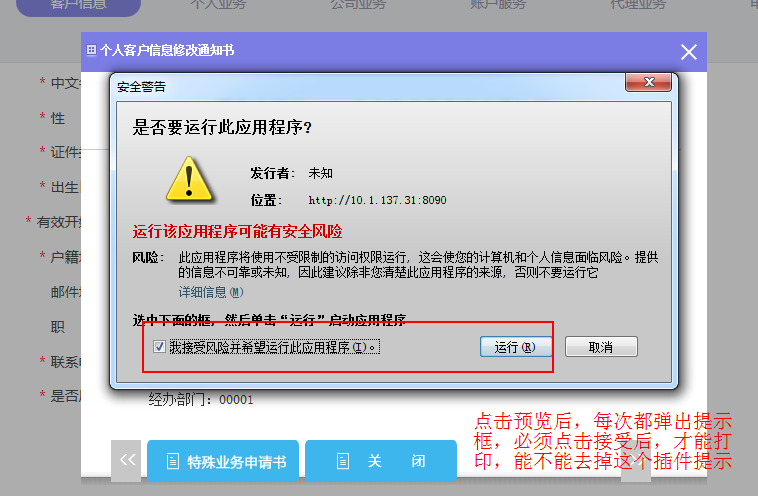 客户信息 个人业务 公司业务 账户服务 代理业务
个人客户信息修改通知书
安全警告
* 中文
是否要运行此应用程序?
* 性
* 证件
发行者： 未知
* 出生
位置： http://10.1.137.31:8090
* 有效开
运行该应用程序可能有安全风险
* 户籍
风险： 此应用程序将使用不受限制的访问权限运行，这会使您的计算机和个人信息面临风险。提供
的信息不可靠或未知，因此建议除非您清楚此应用程序的来源，否则不要运行它
邮件
详细信息(M)
职
选中下面的框，然后单击“运行”启动应用程序
我接受风险并希望运行此应用程序(I)。 运行(R) 取消
* 联系
* 是否
经办部门：00001
点击预览后，每次都弹出提示
框，必须点击接受后，才能打
印，能不能去掉这个插件提示
特殊业务申请书 关 闭